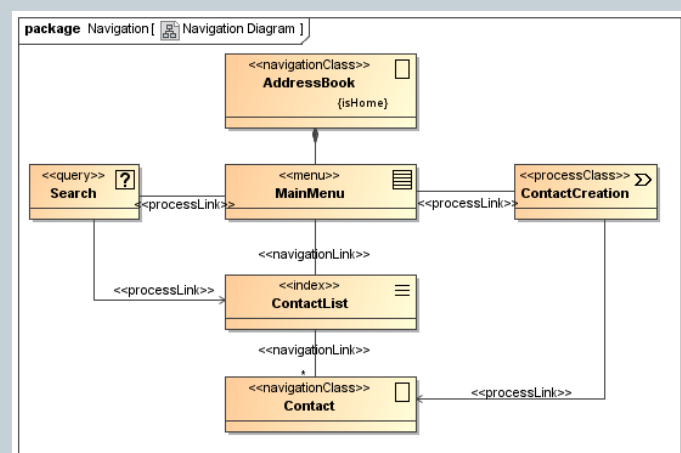 package Navigation [ Navigation Diagram ]
<<navigationClass>>
AddressBook
{isHome}
<<query>>
Search
?
<<menu>>
MainMenu
<<processClass>>
ContactCreation
<<processLink>>
<<processLink>>
<<navigationLink>>
<<processLink>>
<<index>>
ContactList
<<navigationLink>>
*
<<navigationClass>>
Contact
<<processLink>>